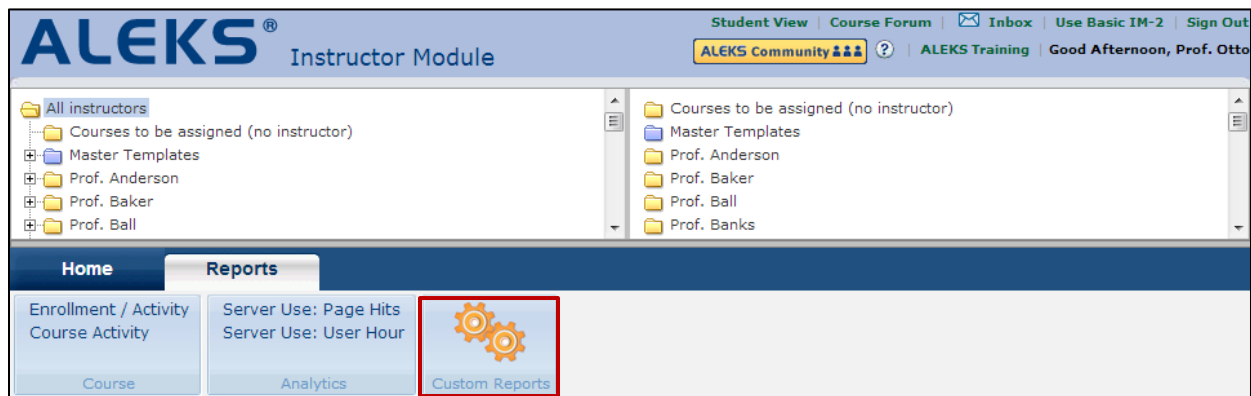 ALEKS® Instructor Module
Student View | Course Forum | Inbox | Use Basic IM-2 | Sign Out
ALEKS Community ? | ALEKS Training | Good Afternoon, Prof. Otto
All instructors
Courses to be assigned (no instructor)
Master Templates
Prof. Anderson
Prof. Baker
Prof. Ball
Courses to be assigned (no instructor)
Master Templates
Prof. Anderson
Prof. Baker
Prof. Ball
Prof. Banks
Home
Reports
Enrollment / Activity
Course Activity
Course
Server Use: Page Hits
Server Use: User Hour
Analytics
Custom Reports